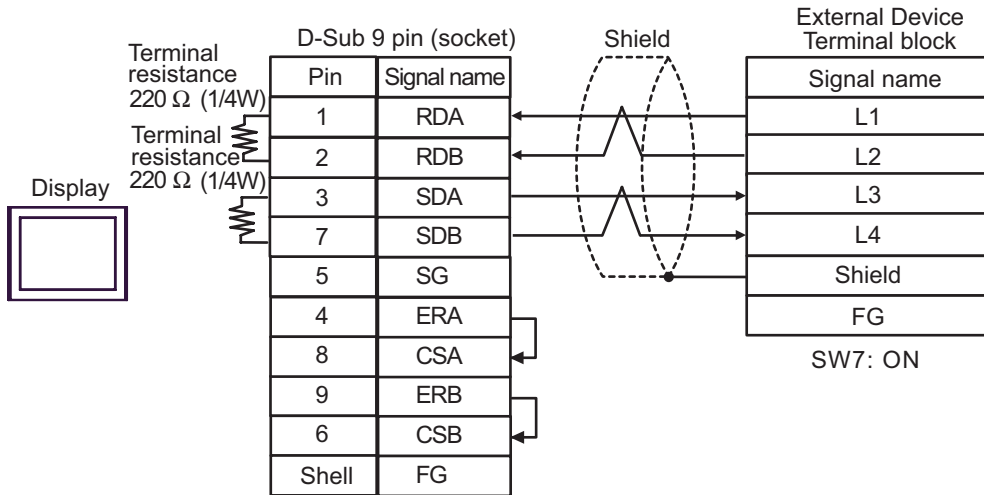 External Device
Terminal block
D-Sub 9 pin (socket)
Shield
Terminal
resistance
220 Ω (1/4W)
Terminal
resistance
220 Ω (1/4W)
Display
Pin Signal name
1 RDA
2 RDB
3 SDA
7 SDB
5 SG
4 ERA
8 CSA
9 ERB
6 CSB
Shell FG
Signal name
L1
L2
L3
L4
Shield
FG
SW7: ON